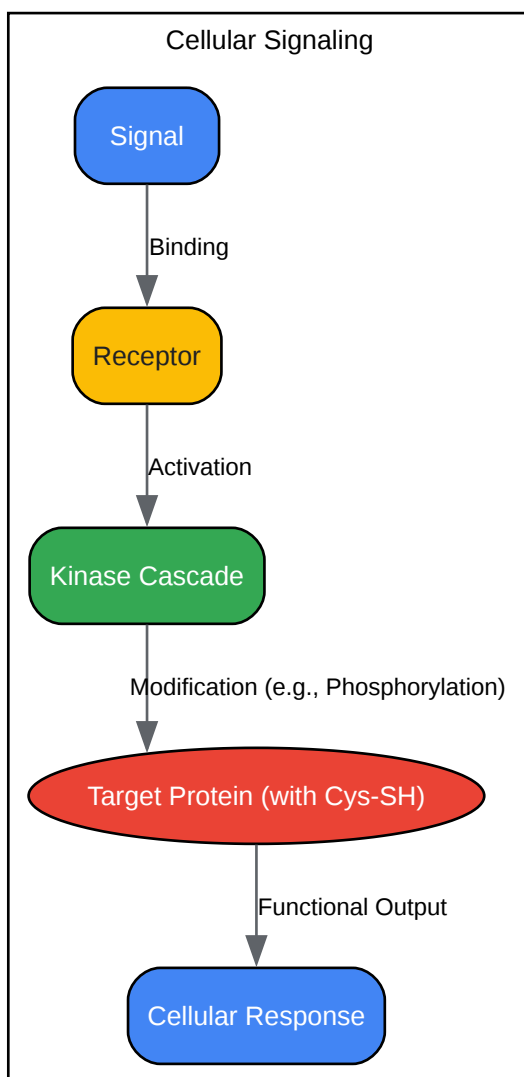 Cellular Signaling
Signal
Binding
Receptor
Activation
Kinase Cascade
Modification (e.g., Phosphorylation)
Target Protein (with Cys-SH)
Functional Output
Cellular Response